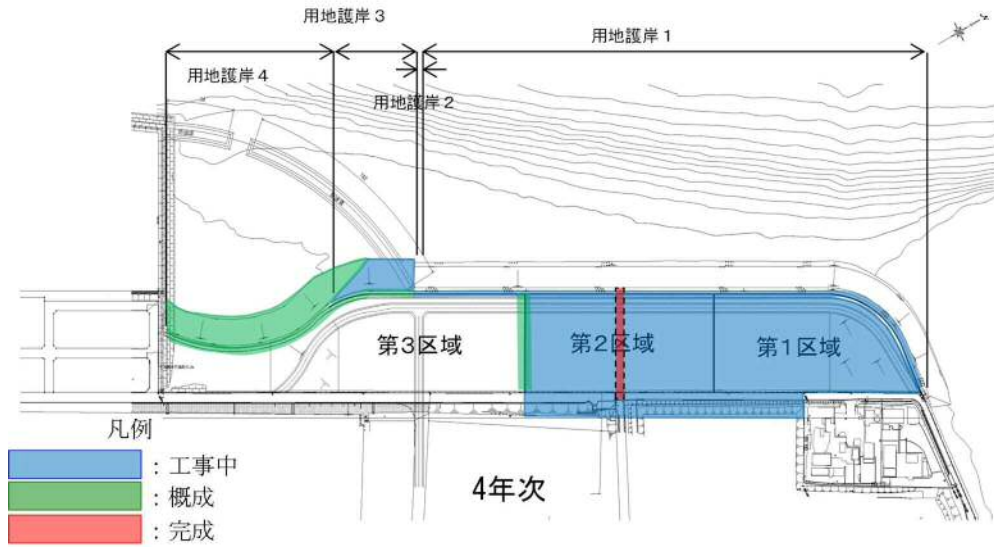 用地護岸３
用地護岸１
用地護岸４
用地護岸２
第3区域
第2区域
第1区域
凡例
：工事中
：概成
：完成
4年次